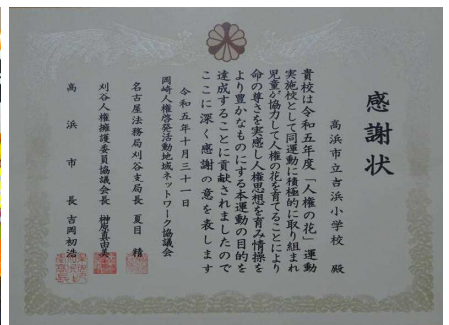 感謝状
高浜市立吉浜小学校 殿
貴校は令和五年度「人権の花」運動
実施校として同運動に積極的に取り組まれ
児童が協力して人権の花を育てることにより
命の尊さを実感し人権思想を育み情操を
より豊かなものにする本運動の目的を
達成することに貢献されましたので
ここに深く感謝の意を表します
令和五年十月三十一日
岡崎人権啓発活動地域ネットワーク協議会
名古屋法務局刈谷支局長 夏目 精
刈谷人権擁護委員協議会長 榊原真由美
高浜市長 吉岡初浩